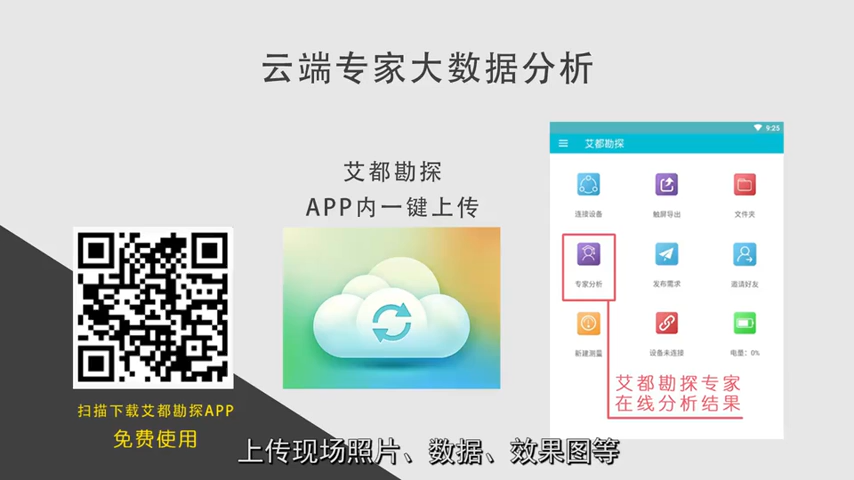 云端专家大数据分析
艾都勘探
APP内一键上传
9:25
艾都勘探
连接设备
触屏导出
文件夹
专家分析
发布需求
邀请好友
新建测量
设备未连接
电量：0%
艾都勘探专家
在线分析结果
扫描下载艾都勘探APP
免费使用
上传现场照片、数据、效果图等